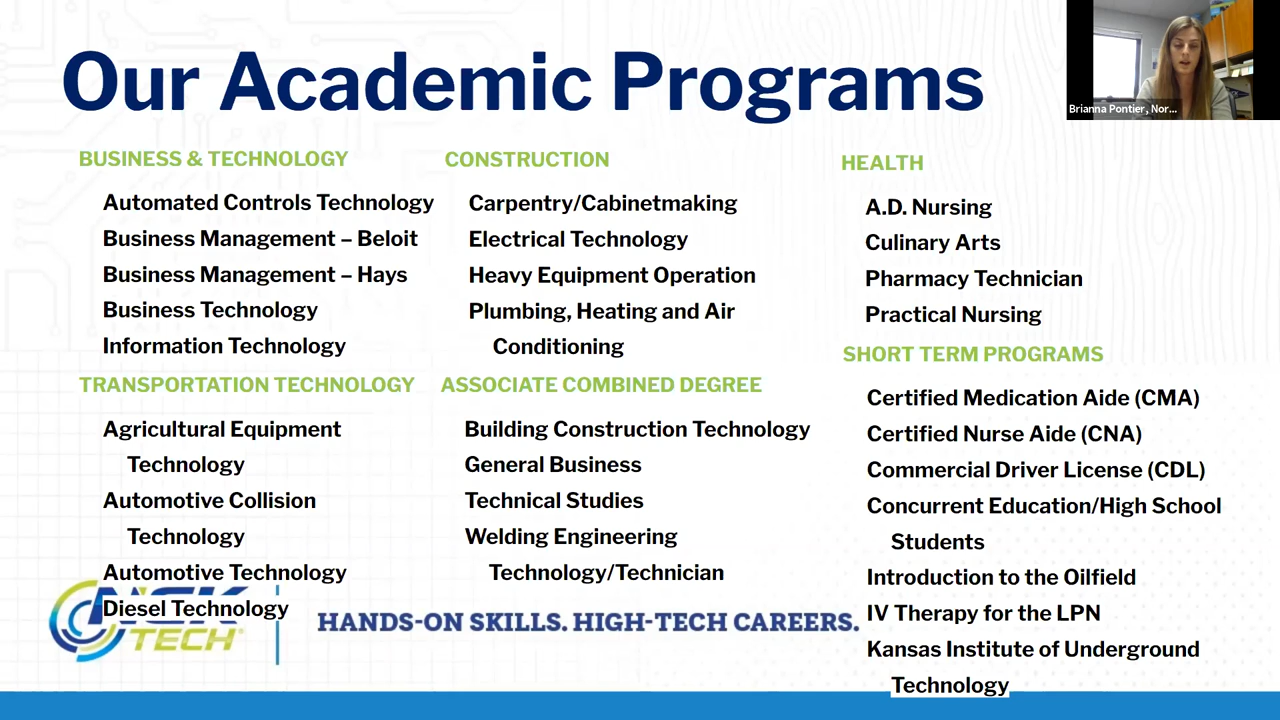 Our Academic Programs
Brianna Pontier, Nor...
BUSINESS & TECHNOLOGY
Automated Controls Technology
Business Management – Beloit
Business Management – Hays
Business Technology
Information Technology
TRANSPORTATION TECHNOLOGY
Agricultural Equipment
Technology
Automotive Collision
Technology
Automotive Technology
Diesel Technology
CONSTRUCTION
Carpentry/Cabinetmaking
Electrical Technology
Heavy Equipment Operation
Plumbing, Heating and Air
Conditioning
ASSOCIATE COMBINED DEGREE
Building Construction Technology
General Business
Technical Studies
Welding Engineering
Technology/Technician
HEALTH
A.D. Nursing
Culinary Arts
Pharmacy Technician
Practical Nursing
SHORT TERM PROGRAMS
Certified Medication Aide (CMA)
Certified Nurse Aide (CNA)
Commercial Driver License (CDL)
Concurrent Education/High School
Students
Introduction to the Oilfield
IV Therapy for the LPN
Kansas Institute of Underground
Technology
TECH
HANDS-ON SKILLS. HIGH-TECH CAREERS.